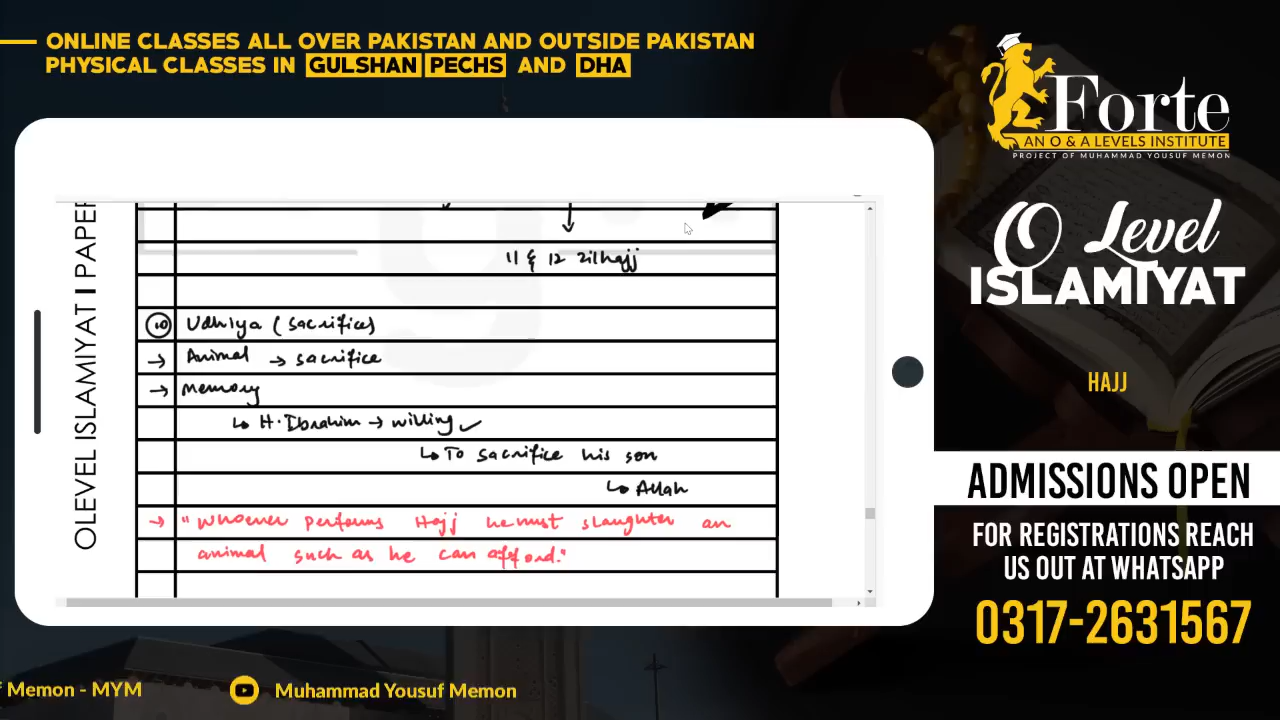 ONLINE CLASSES ALL OVER PAKISTAN AND OUTSIDE PAKISTAN
PHYSICAL CLASSES IN GULSHAN PECHS AND DHA
Forte
AN O & A LEVELS INSTITUTE
PROJECT OF MUHAMMAD YOUSUF MEMON
O Level
ISLAMIYAT
HAJJ
ADMISSIONS OPEN
FOR REGISTRATIONS REACH
US OUT AT WHATSAPP
0317-2631567
OLEVEL ISLAMIYAT I PAPER
11 & 12 zilhajj
10 Udhiya (sacrifice)
→ Animal → sacrifice
→ Memory
↳ H.Ibrahim → willing ✓
↳ To sacrifice his son
↳ Allah
→ "Whoever performs Hajj he must slaughter an
animal such as he can afford."
f Memon - MYM
Muhammad Yousuf Memon